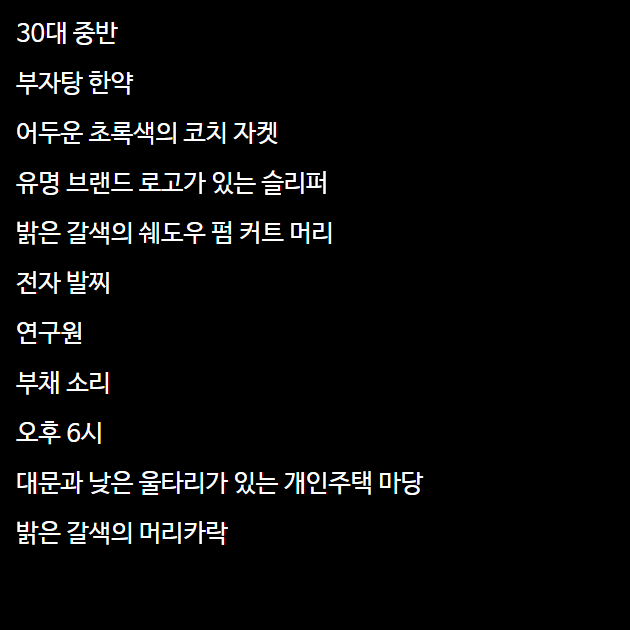 30대 중반
부자탕 한약
어두운 초록색의 코치 자켓
유명 브랜드 로고가 있는 슬리퍼
밝은 갈색의 쉐도우 펌 커트 머리
전자 발찌
연구원
부채 소리
오후 6시
대문과 낮은 울타리가 있는 개인주택 마당
밝은 갈색의 머리카락